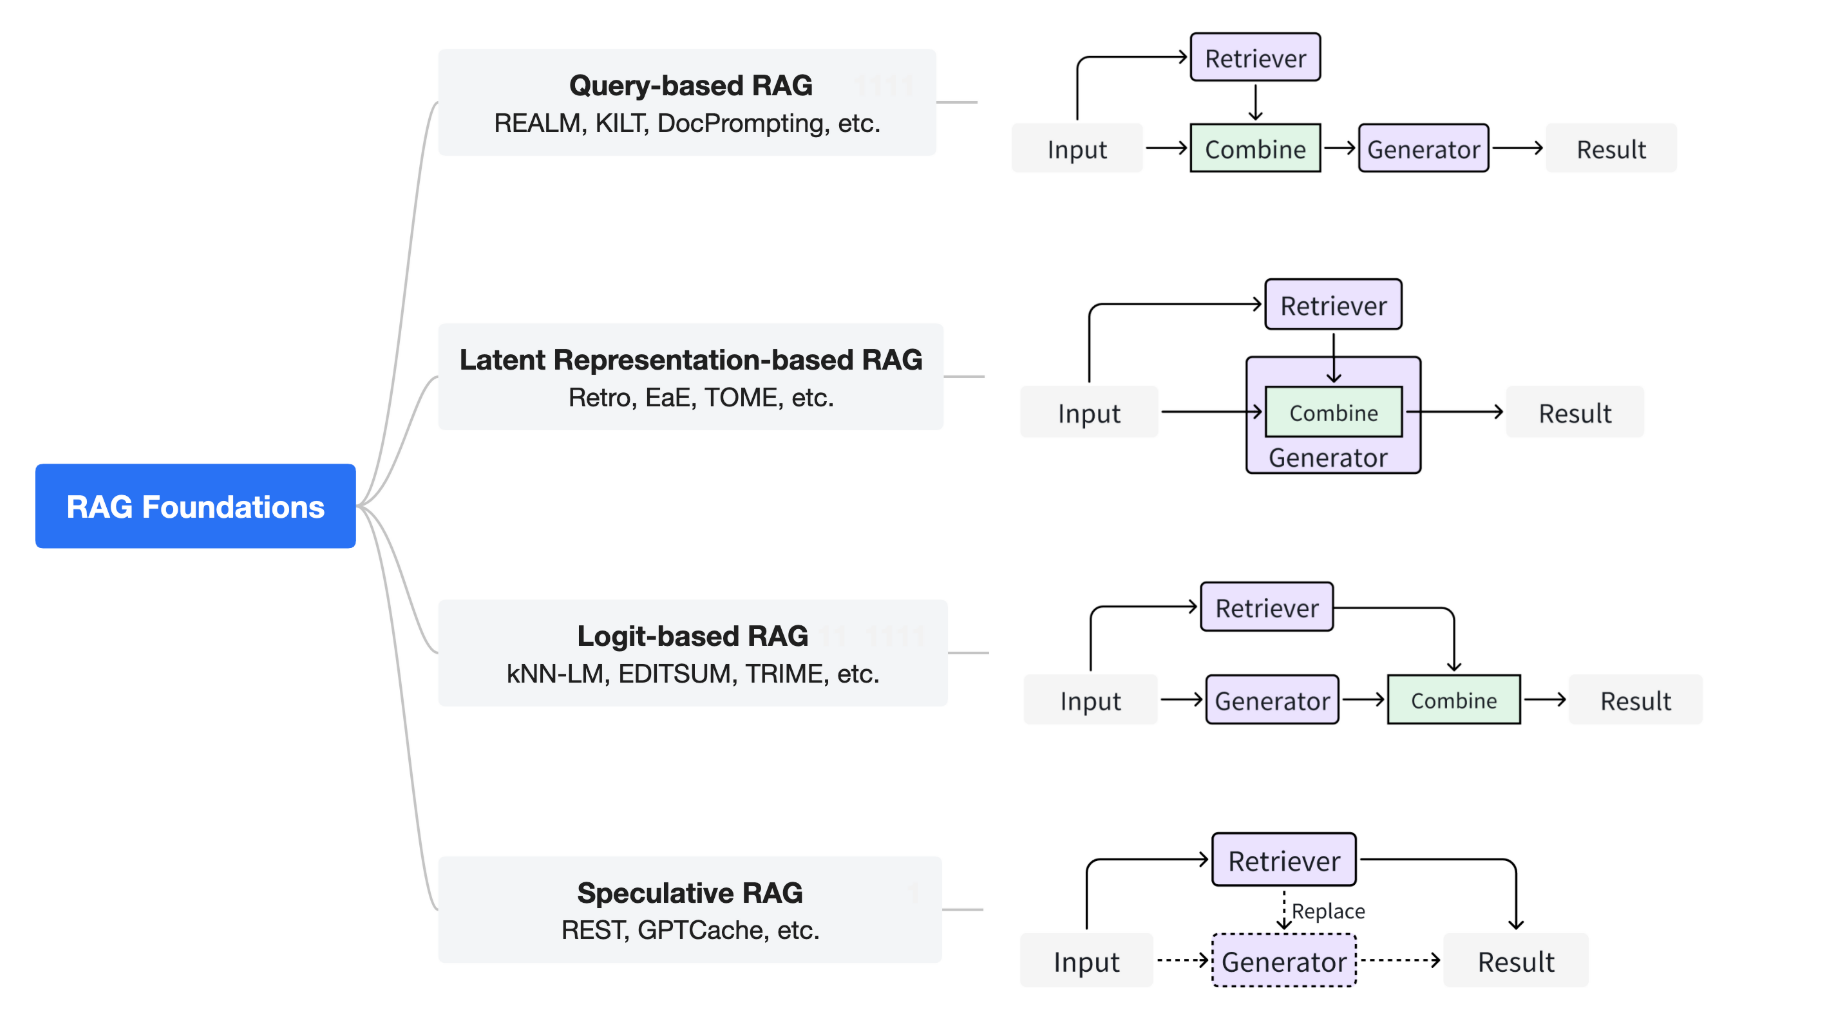 RAG Foundations
Query-based RAG
REALM, KILT, DocPrompting, etc.
Retriever
Input
Combine
Generator
Result
Latent Representation-based RAG
Retro, EaE, TOME, etc.
Retriever
Input
Combine
Generator
Result
Logit-based RAG
kNN-LM, EDITSUM, TRIME, etc.
Retriever
Input
Generator
Combine
Result
Speculative RAG
REST, GPTCache, etc.
Retriever
Replace
Input
Generator
Result